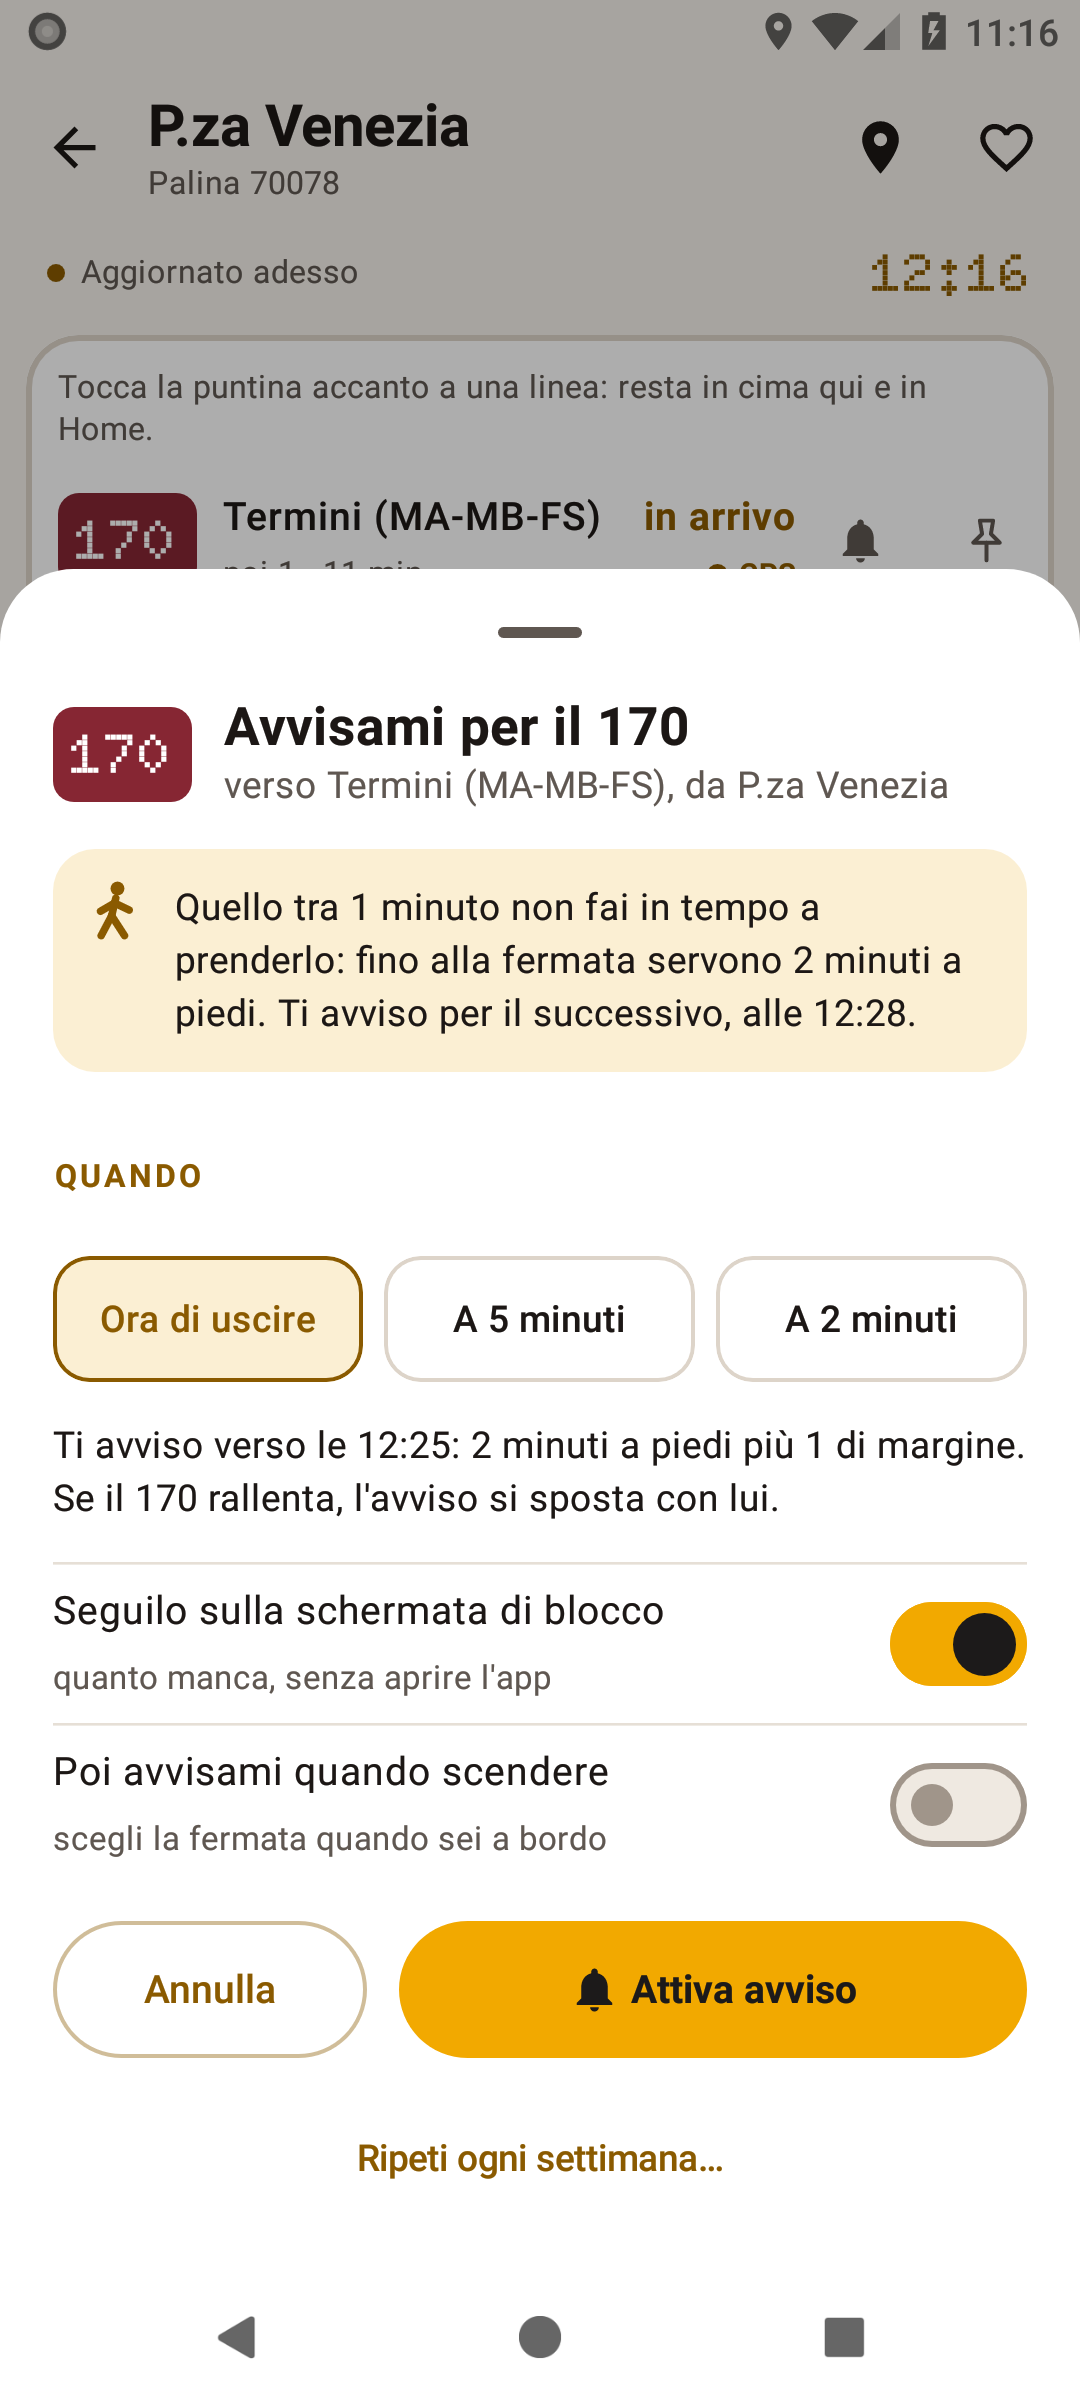 11:16
P.za Venezia
Palina 70078
Aggiornato adesso
12:16
Tocca la puntina accanto a una linea: resta in cima qui e in
Home.
170
Termini (MA-MB-FS)
in arrivo
poi 1 · 11 min
GPS
170
Avvisami per il 170
verso Termini (MA-MB-FS), da P.za Venezia
Quello tra 1 minuto non fai in tempo a
prenderlo: fino alla fermata servono 2 minuti a
piedi. Ti avviso per il successivo, alle 12:28.
QUANDO
Ora di uscire
A 5 minuti
A 2 minuti
Ti avviso verso le 12:25: 2 minuti a piedi più 1 di margine.
Se il 170 rallenta, l'avviso si sposta con lui.
Seguilo sulla schermata di blocco
quanto manca, senza aprire l'app
Poi avvisami quando scendere
scegli la fermata quando sei a bordo
Annulla
Attiva avviso
Ripeti ogni settimana…